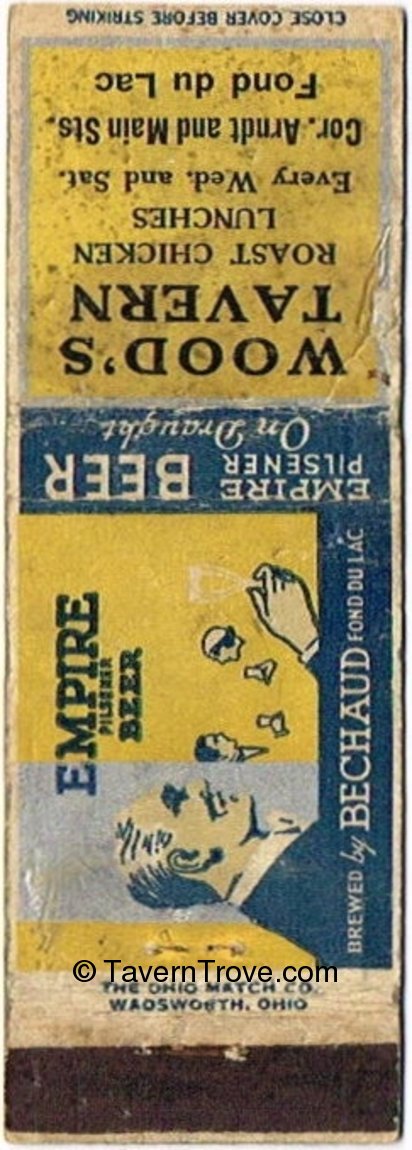 CLOSE COVER BEFORE STRIKING
WOOD'S
TAVERN
ROAST CHICKEN
LUNCHES
Every Wed. and Sat.
Cor. Arndt and Main Sts.
Fond du Lac
EMPIRE
PILSENER
BEER
On Draught
EMPIRE
PILSENER
BEER
BREWED by BECHAUD FOND DU LAC
© TavernTrove.com
THE OHIO MATCH CO.
WADSWORTH, OHIO